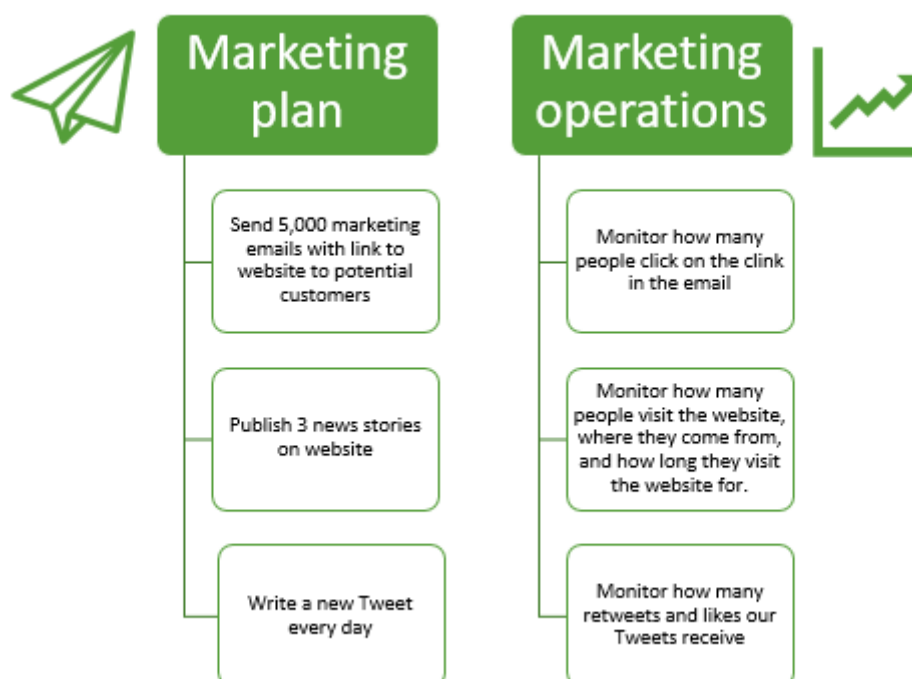 Marketing
plan
Send 5,000 marketing
emails with link to
website to potential
customers
Publish 3 news stories
on website
Write a new Tweet
every day
Marketing
operations
Monitor how many
people click on the clink
in the email
Monitor how many
people visit the website,
where they come from,
and how long they visit
the website for.
Monitor how many
retweets and likes our
Tweets receive